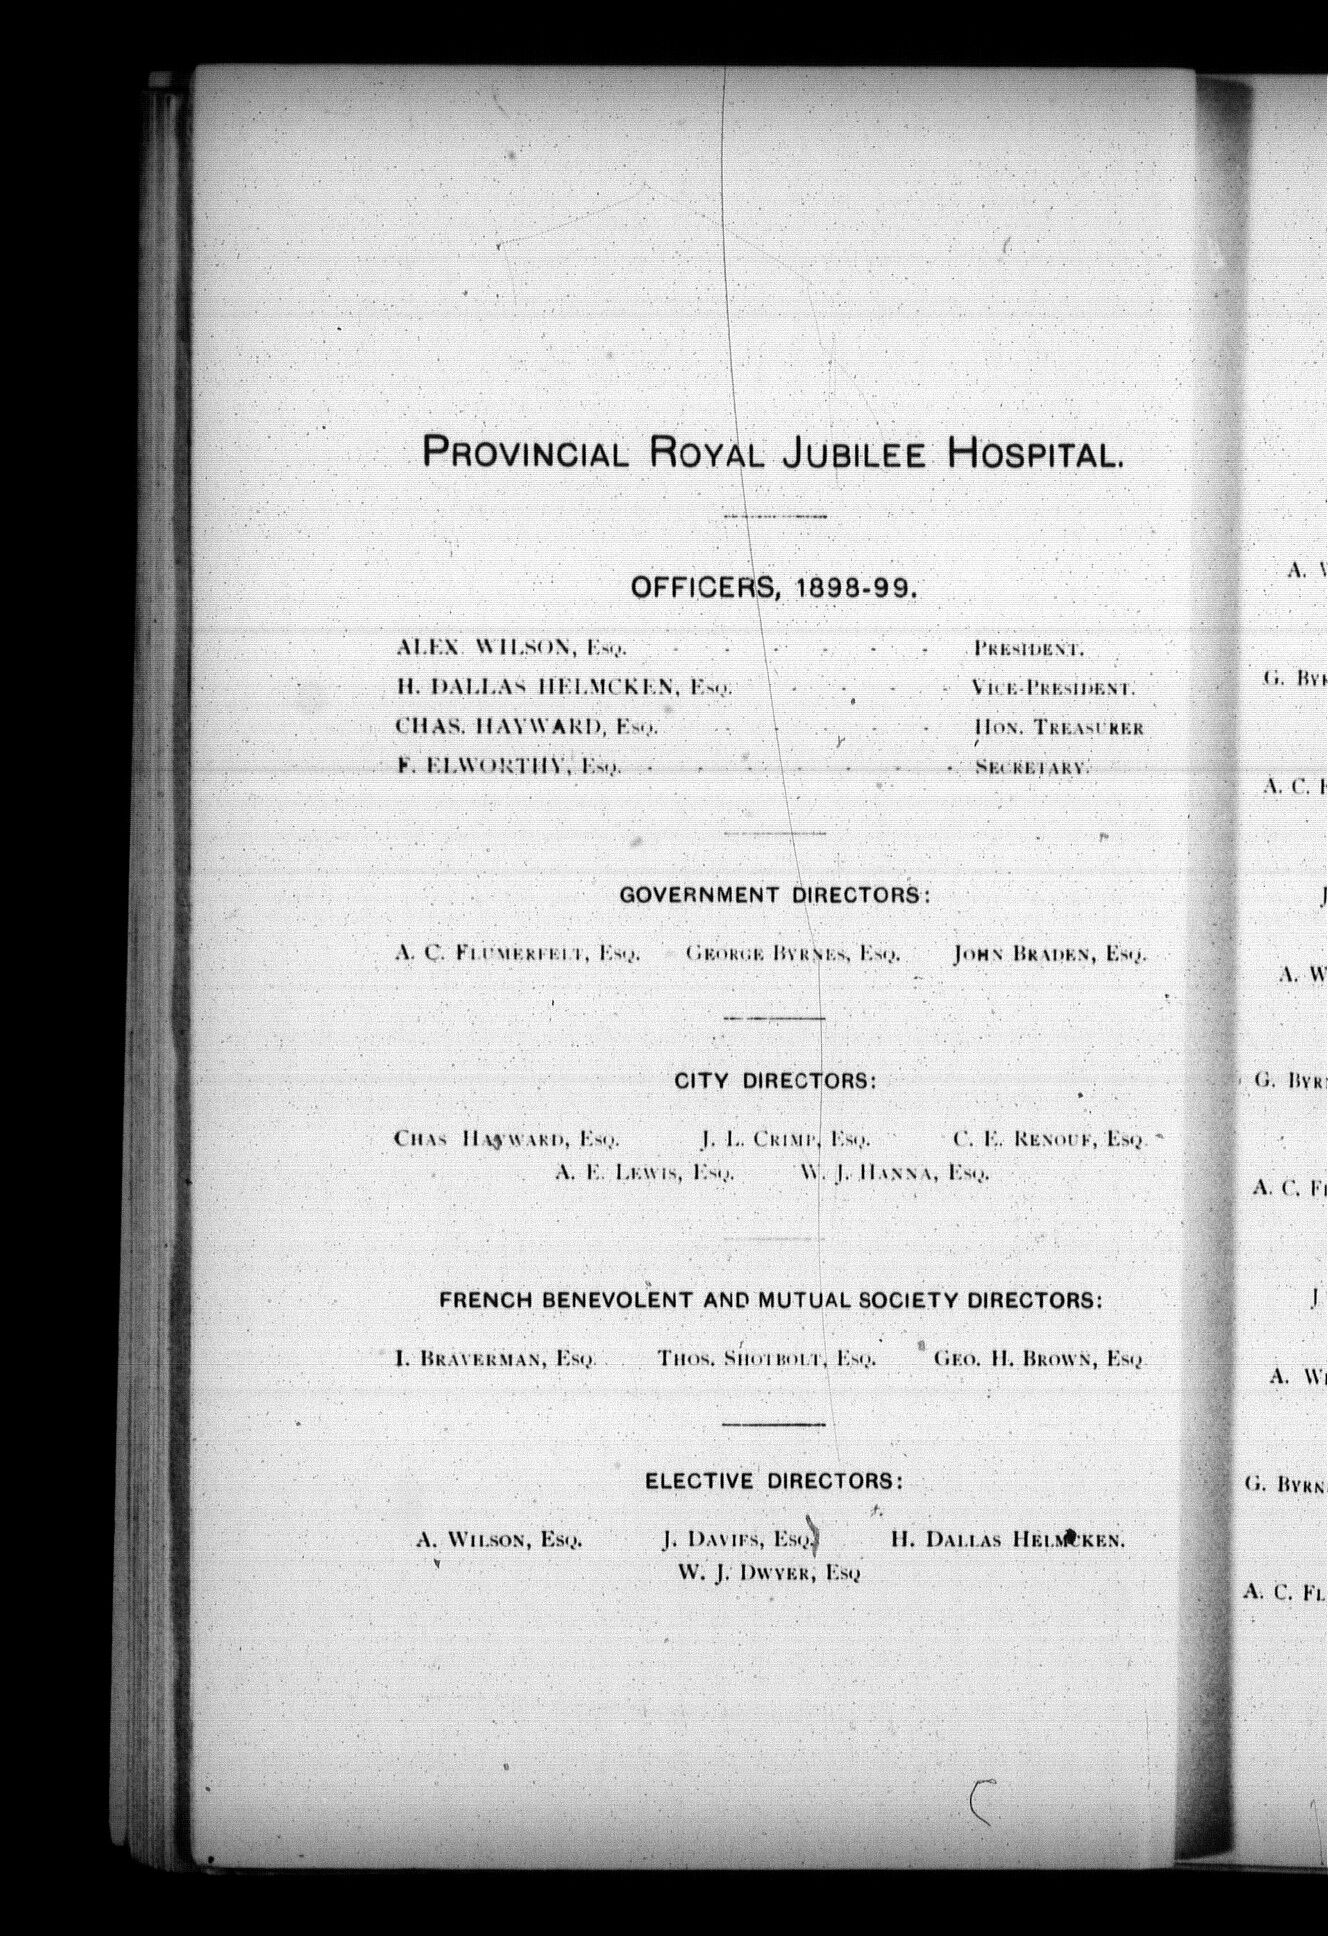 PROVINCIAL ROYAL JUBILEE HOSPITAL.
OFFICERS, 1898-99.
ALEX. WILSON, ESQ. - - - - - - PRESIDENT.
H. DALLAS HELMCKEN, ESQ. - - - - VICE-PRESIDENT.
CHAS. HAYWARD, ESQ. - - - - - HON. TREASURER
F. ELWORTHY, ESQ. - - - - - - - SECRETARY.
GOVERNMENT DIRECTORS:
A. C. FLUMERFELT, ESQ. GEORGE BYRNES, ESQ. JOHN BRADEN, ESQ.
CITY DIRECTORS:
CHAS HAYWARD, ESQ. J. L. CRIMP, ESQ. C. E. RENOUF, ESQ.
A. E. LEWIS, ESQ. W. J. HANNA, ESQ.
FRENCH BENEVOLENT AND MUTUAL SOCIETY DIRECTORS:
I. BRAVERMAN, ESQ. THOS. SHOTBOLT, ESQ. GEO. H. BROWN, ESQ
ELECTIVE DIRECTORS:
A. WILSON, ESQ. J. DAVIES, ESQ. H. DALLAS HELMCKEN.
W. J. DWYER, ESQ
A.
G.
A. C.
J
A. W
G. BYRN
A. C.
J
A.
G. BYRN
A. C. FL